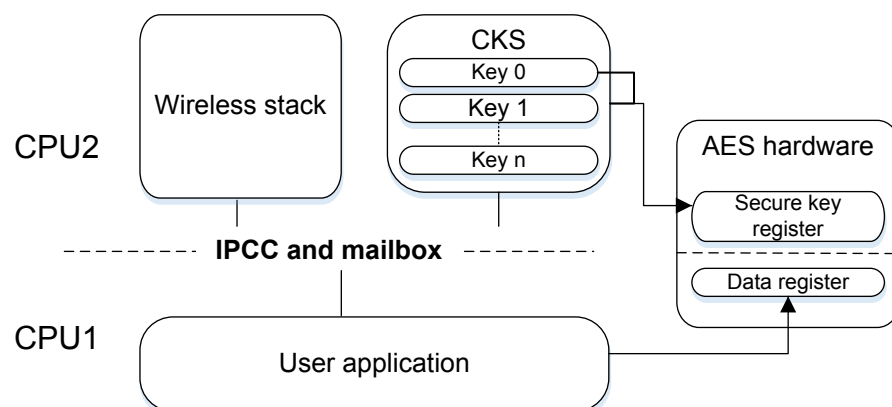 CKS
Key 0
Key 1
Key n
Wireless stack
CPU2
AES hardware
Secure key
register
Data register
IPCC and mailbox
CPU1
User application